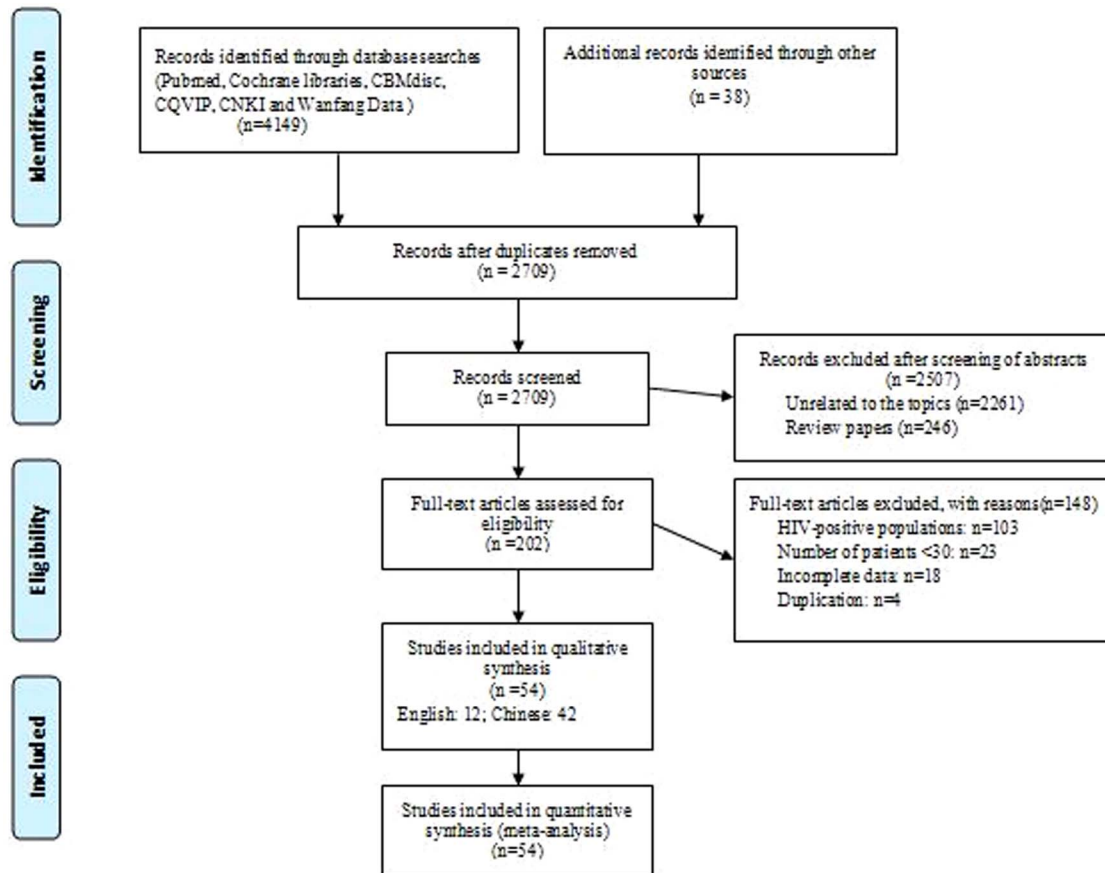 Identification
Records identified through database searches
(Pubmed, Cochrane libraries, CBMdisc,
CQVIP, CNKI and Wanfang Data )
(n=4149)
Additional records identified through other
sources
(n = 38)
Records after duplicates removed
(n = 2709)
Screening
Records screened
(n = 2709)
Records excluded after screening of abstracts
(n =2507)
Unrelated to the topics (n=2261)
Review papers (n=246)
Eligibility
Full-text articles assessed for
eligibility
(n =202)
Full-text articles excluded, with reasons(n=148)
HIV-positive populations: n=103
Number of patients <30: n=23
Incomplete data: n=18
Duplication: n=4
Studies included in qualitative
synthesis
(n =54)
English: 12; Chinese: 42
Included
Studies included in quantitative
synthesis (meta-analysis)
(n=54)